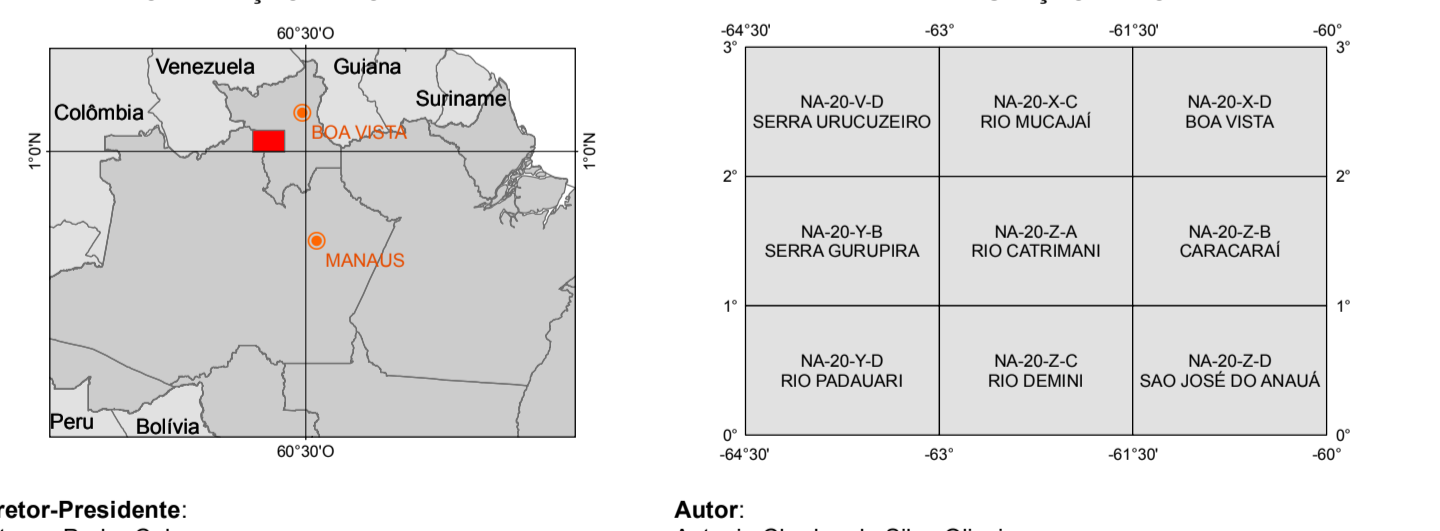 60°30'O
Venezuela
Guiana
Suriname
Colômbia
BOA VISTA
1°0'N
1°0'N
MANAUS
Peru
Bolívia
60°30'O
-64°30'
-63°
-61°30'
-60°
3°
3°
NA-20-V-D
SERRA URUCUZEIRO
NA-20-X-C
RIO MUCAJAÍ
NA-20-X-D
BOA VISTA
2°
2°
NA-20-Y-B
SERRA GURUPIRA
NA-20-Z-A
RIO CATRIMANI
NA-20-Z-B
CARACARAÍ
1°
1°
NA-20-Y-D
RIO PADAUARI
NA-20-Z-C
RIO DEMINI
NA-20-Z-D
SAO JOSÉ DO ANAUÁ
0°
0°
-64°30'
-63°
-61°30'
-60°
retor-Presidente:
Autor: